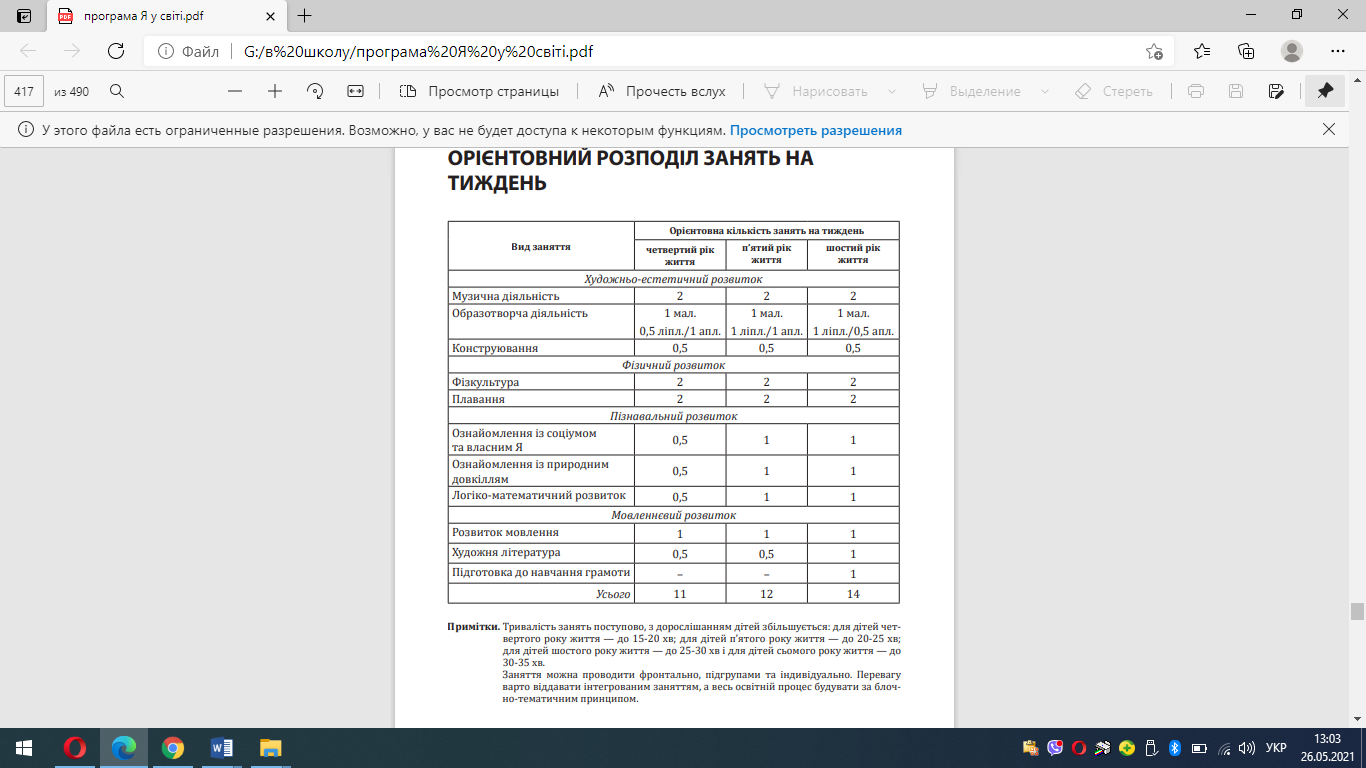 програма Я у світі.pdf
Файл
G:/в%20школу/програма%20Я%20у%20світі.pdf
417 из 490 Просмотр страницы Прочесть вслух Нарисовать Выделение Стереть
У этого файла есть ограниченные разрешения. Возможно, у вас не будет доступа к некоторым функциям. Просмотреть разрешения
ОРІЄНТОВНИЙ РОЗПОДІЛ ЗАНЯТЬ НА
ТИЖДЕНЬ
Вид заняття
Орієнтовна кількість занять на тиждень
четвертий рік життя
п’ятий рік життя
шостий рік життя
Художньо-естетичний розвиток
Музична діяльність 2 2 2
Образотворча діяльність 1 мал. 1 мал. 1 мал.
0,5 ліпл./1 апл. 1 ліпл./1 апл. 1 ліпл./0,5 апл.
Конструювання 0,5 0,5 0,5
Фізичний розвиток
Фізкультура 2 2 2
Плавання 2 2 2
Пізнавальний розвиток
Ознайомлення із соціумом
та власним Я 0,5 1 1
Ознайомлення із природним
довкіллям 0,5 1 1
Логіко-математичний розвиток 0,5 1 1
Мовленнєвий розвиток
Розвиток мовлення 1 1 1
Художня література 0,5 0,5 1
Підготовка до навчання грамоти – – 1
Усього 11 12 14
Примітки. Тривалість занять поступово, з дорослішанням дітей збільшується: для дітей чет-
вертого року життя — до 15-20 хв; для дітей п’ятого року життя — до 20-25 хв;
для дітей шостого року життя — до 25-30 хв і для дітей сьомого року життя — до
30-35 хв.
Заняття можна проводити фронтально, підгрупами та індивідуально. Перевагу
варто віддавати інтегрованим заняттям, а весь освітній процес будувати за блоч-
но-тематичним принципом.
УКР
13:03
26.05.2021